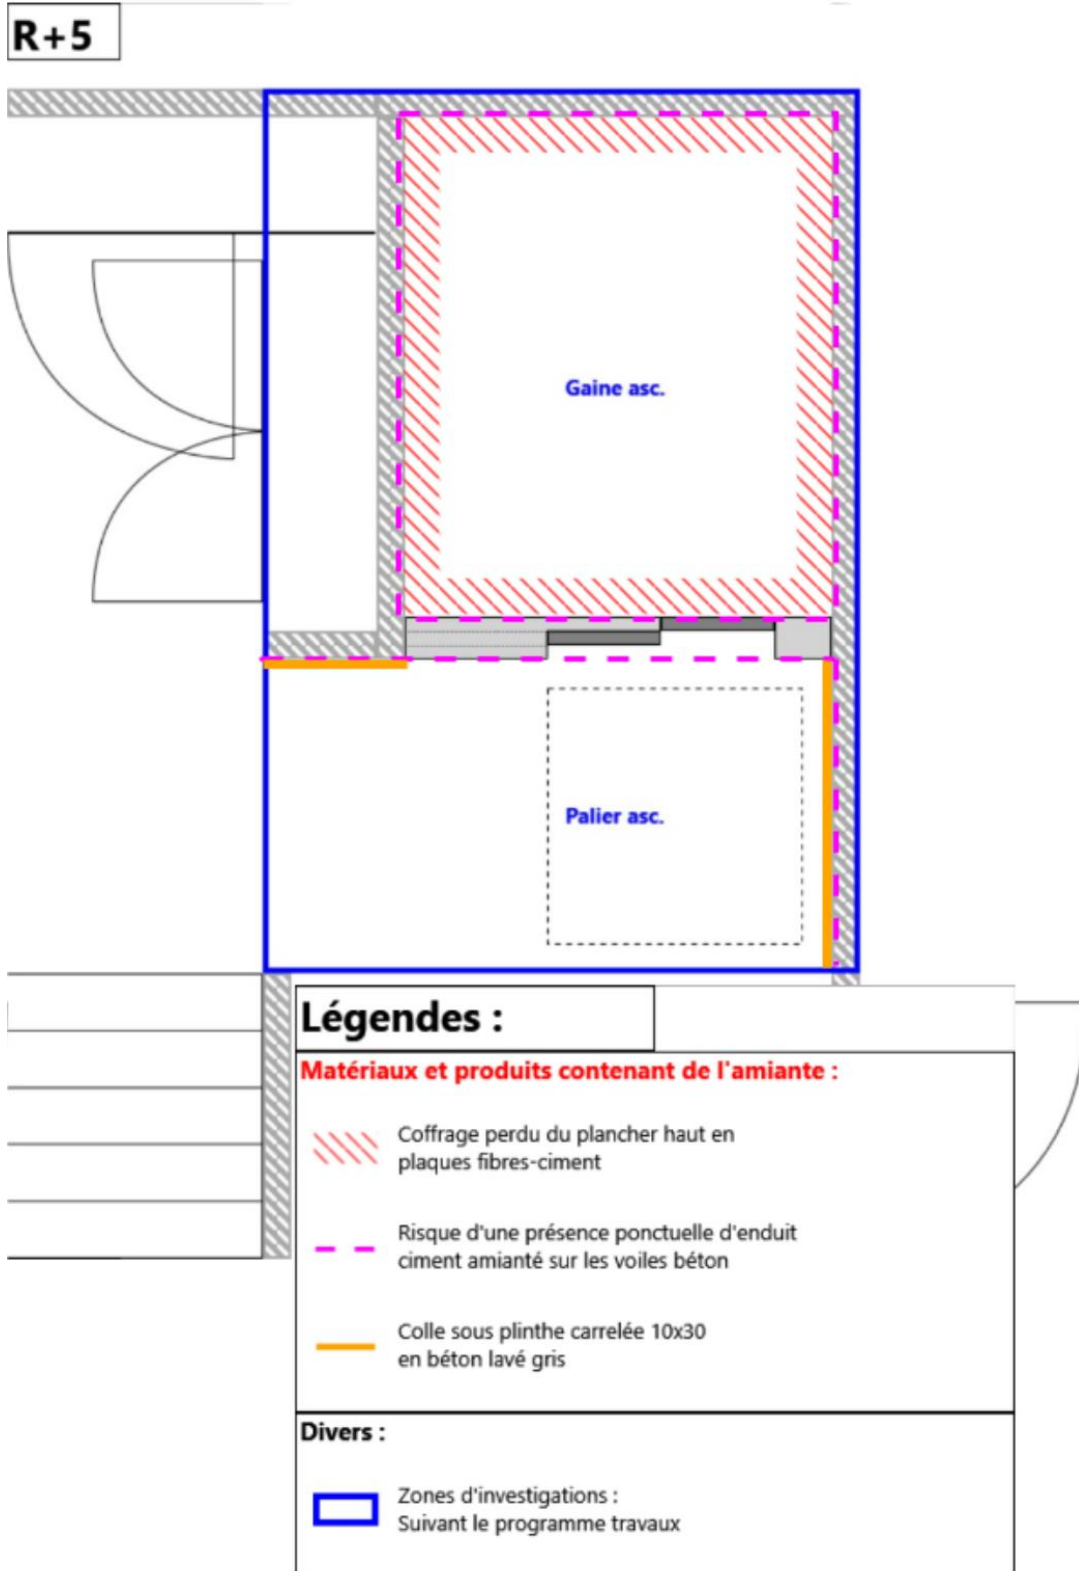 R+5
Gaine asc.
Palier asc.
Légendes :
Matériaux et produits contenant de l'amiante :
Coffrage perdu du plancher haut en
plaques fibres-ciment
Risque d'une présence ponctuelle d'enduit
ciment amianté sur les voiles béton
Colle sous plinthe carrelée 10x30
en béton lavé gris
Divers :
Zones d'investigations :
Suivant le programme travaux